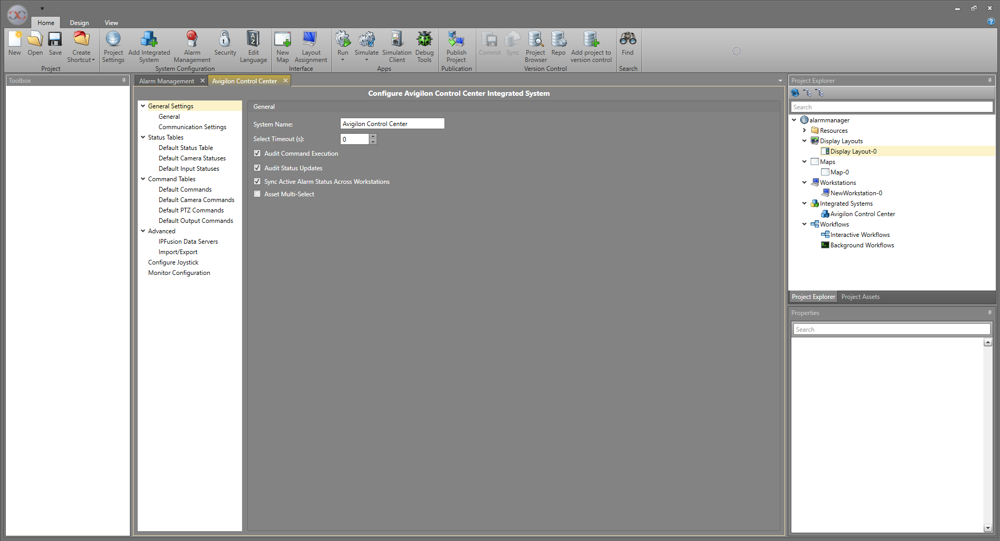 Home Design View
New Open Save Create Shortcut
Project
Project Settings Add Integrated System Alarm Management Security Edit Language
System Configuration
New Map Layout Assignment
Interface
Run Simulate Simulation Client Debug Tools
Apps
Publish Project
Publication
Commit Sync Project Browser Repo Add project to version control
Version Control
Find
Search
Toolbox
Alarm Management
Avigilon Control Center
Configure Avigilon Control Center Integrated System
General Settings
General
Communication Settings
Status Tables
Default Status Table
Default Camera Statuses
Default Input Statuses
Command Tables
Default Commands
Default Camera Commands
Default PTZ Commands
Default Output Commands
Advanced
IPFusion Data Servers
Import/Export
Configure Joystick
Monitor Configuration
General
System Name: Avigilon Control Center
Select Timeout (s): 0
Audit Command Execution
Audit Status Updates
Sync Active Alarm Status Across Workstations
Asset Multi-Select
Project Explorer
Search
alarmmanager
Resources
Display Layouts
Display Layout-0
Maps
Map-0
Workstations
NewWorkstation-0
Integrated Systems
Avigilon Control Center
Workflows
Interactive Workflows
Background Workflows
Project Explorer Project Assets
Properties
Search